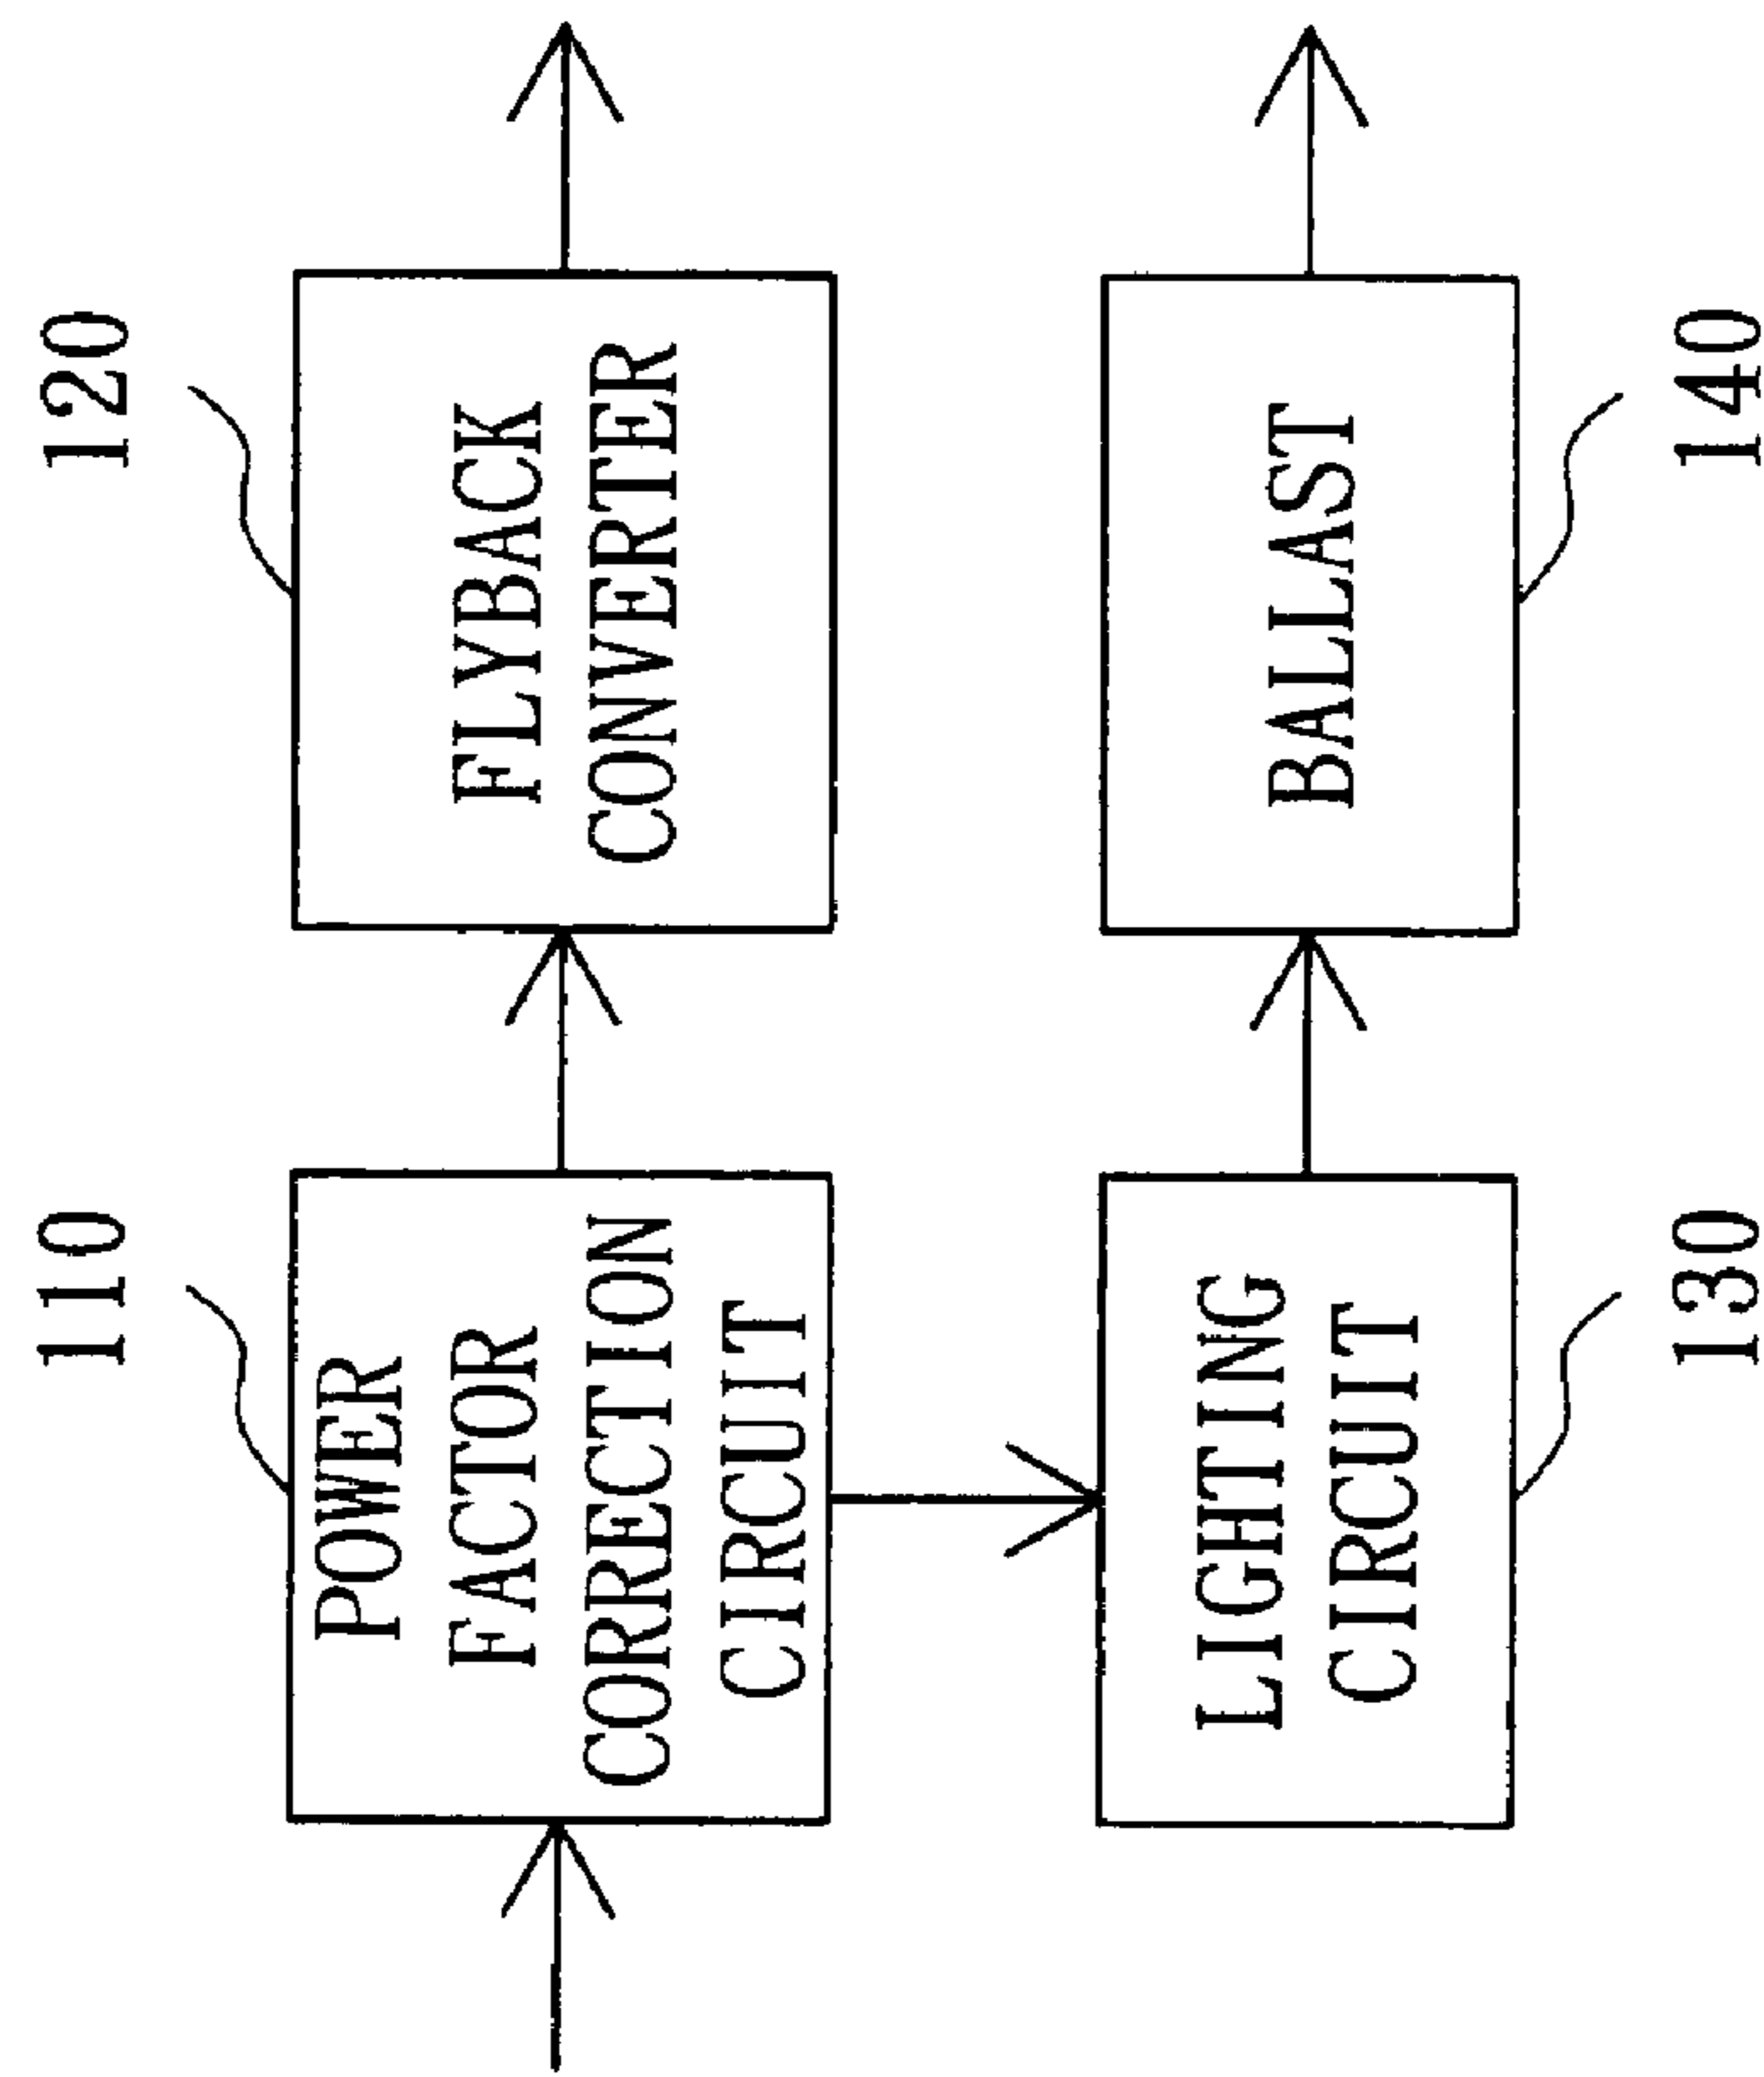 110
120
POWER
FACTOR
CORRECTION
CIRCUIT
FLYBACK
CONVERTER
LIGHTING
CIRCUIT
BALLAST
130
140